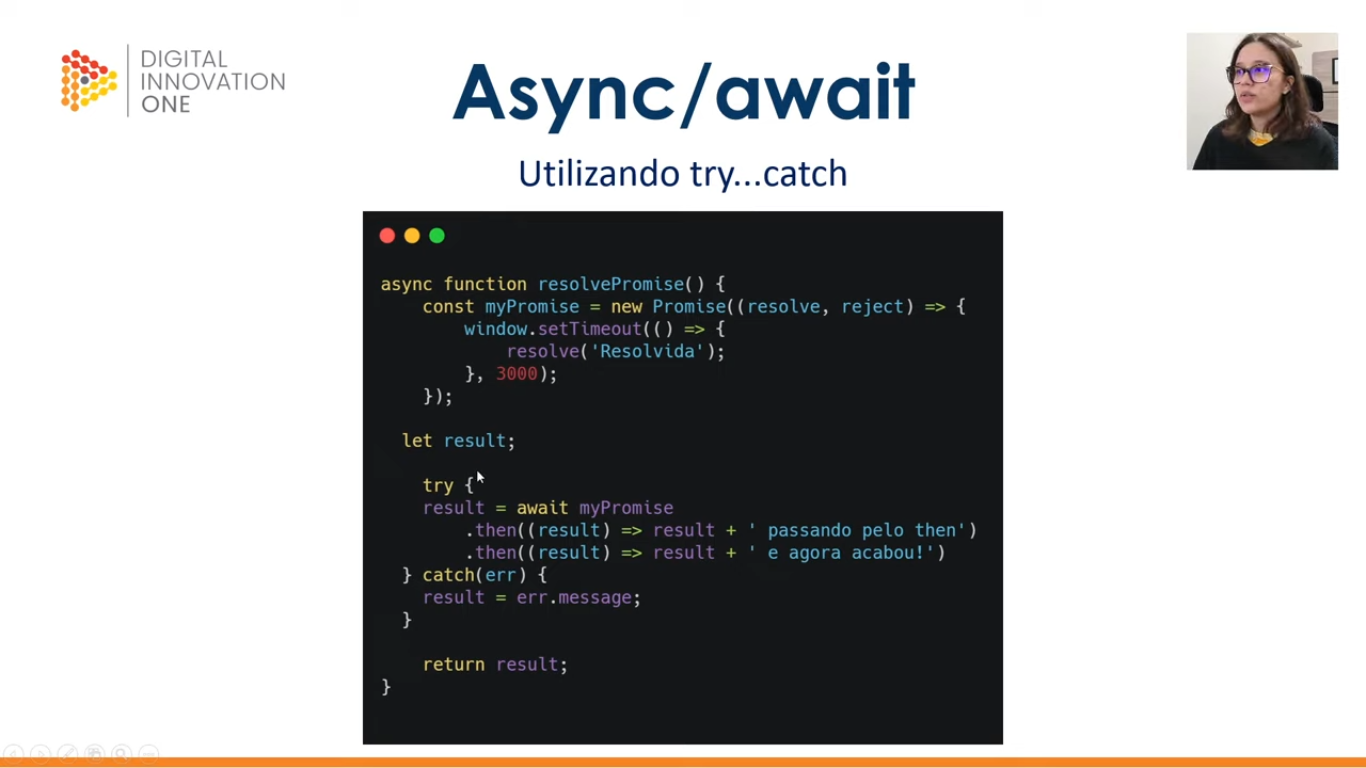 DIGITAL
INNOVATION
ONE
Async/await
Utilizando try...catch
async function resolvePromise() {
    const myPromise = new Promise((resolve, reject) => {
        window.setTimeout(() => {
            resolve('Resolvida');
        }, 3000);
    });
  let result;
    try {
    result = await myPromise
        .then((result) => result + ' passando pelo then')
        .then((result) => result + ' e agora acabou!')
  } catch(err) {
    result = err.message;
  }
    return result;
}